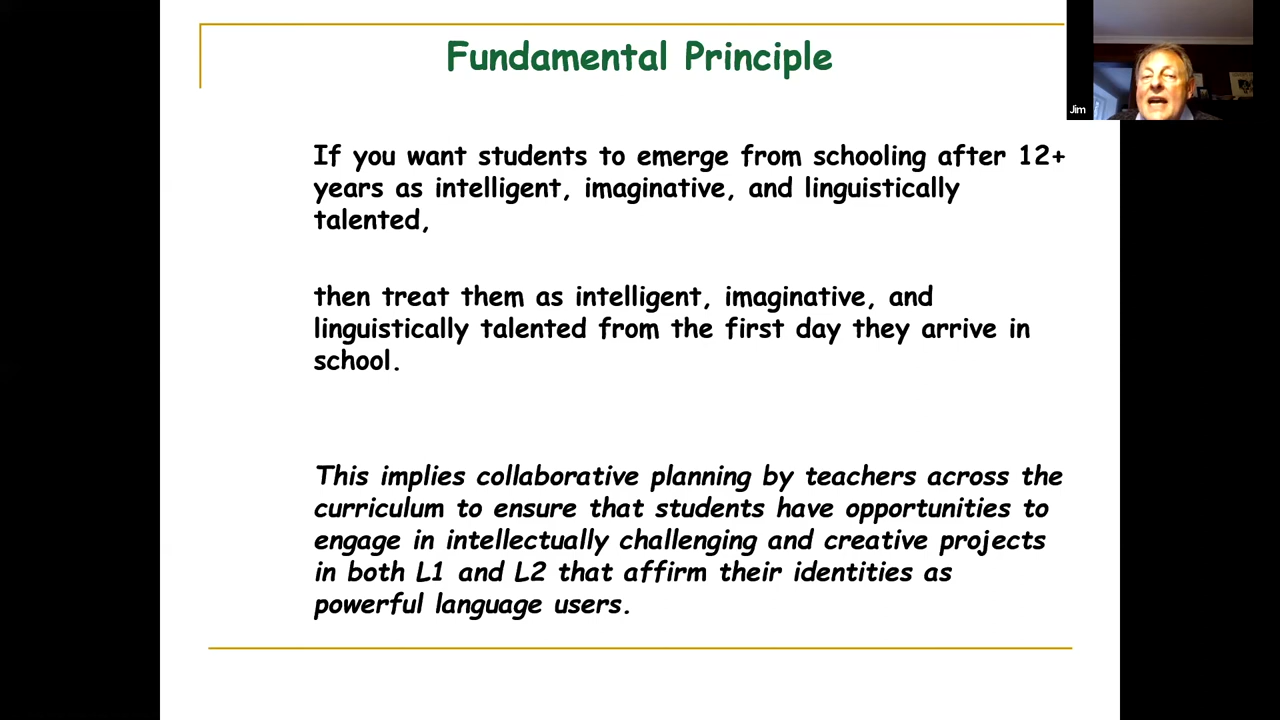 Fundamental Principle
Jim
If you want students to emerge from schooling after 12+
years as intelligent, imaginative, and linguistically
talented,
then treat them as intelligent, imaginative, and
linguistically talented from the first day they arrive in
school.
This implies collaborative planning by teachers across the
curriculum to ensure that students have opportunities to
engage in intellectually challenging and creative projects
in both L1 and L2 that affirm their identities as
powerful language users.